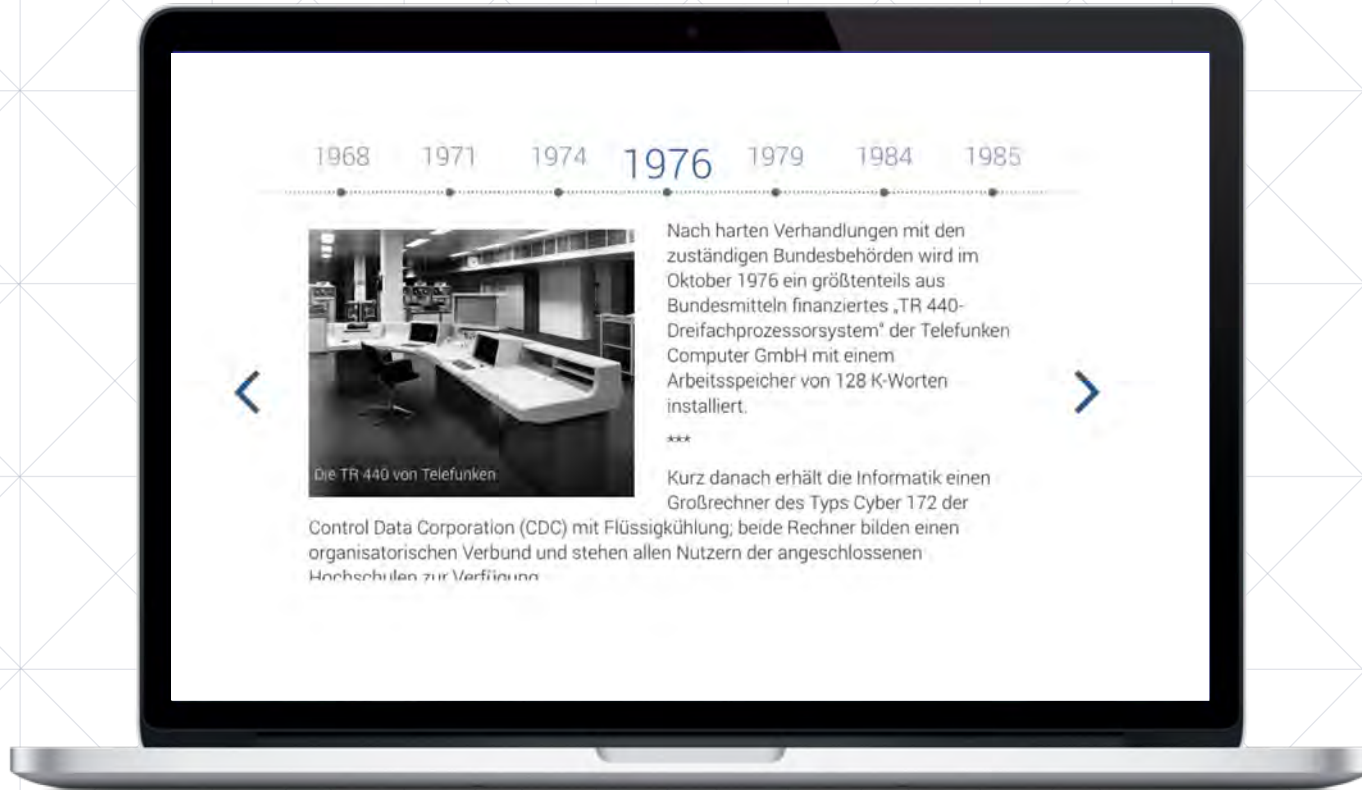 1968 1971 1974 1976 1979 1984 1985
Nach harten Verhandlungen mit den
zuständigen Bundesbehörden wird im
Oktober 1976 ein größtenteils aus
Bundesmitteln finanziertes „TR 440-
Dreifachprozessorsystem“ der Telefunken
Computer GmbH mit einem
Arbeitsspeicher von 128 K-Worten
installiert.
***
Die TR 440 von Telefunken
Kurz danach erhält die Informatik einen
Großrechner des Typs Cyber 172 der
Control Data Corporation (CDC) mit Flüssigkühlung; beide Rechner bilden einen
organisatorischen Verbund und stehen allen Nutzern der angeschlossenen
Hochschulen zur Verfügung